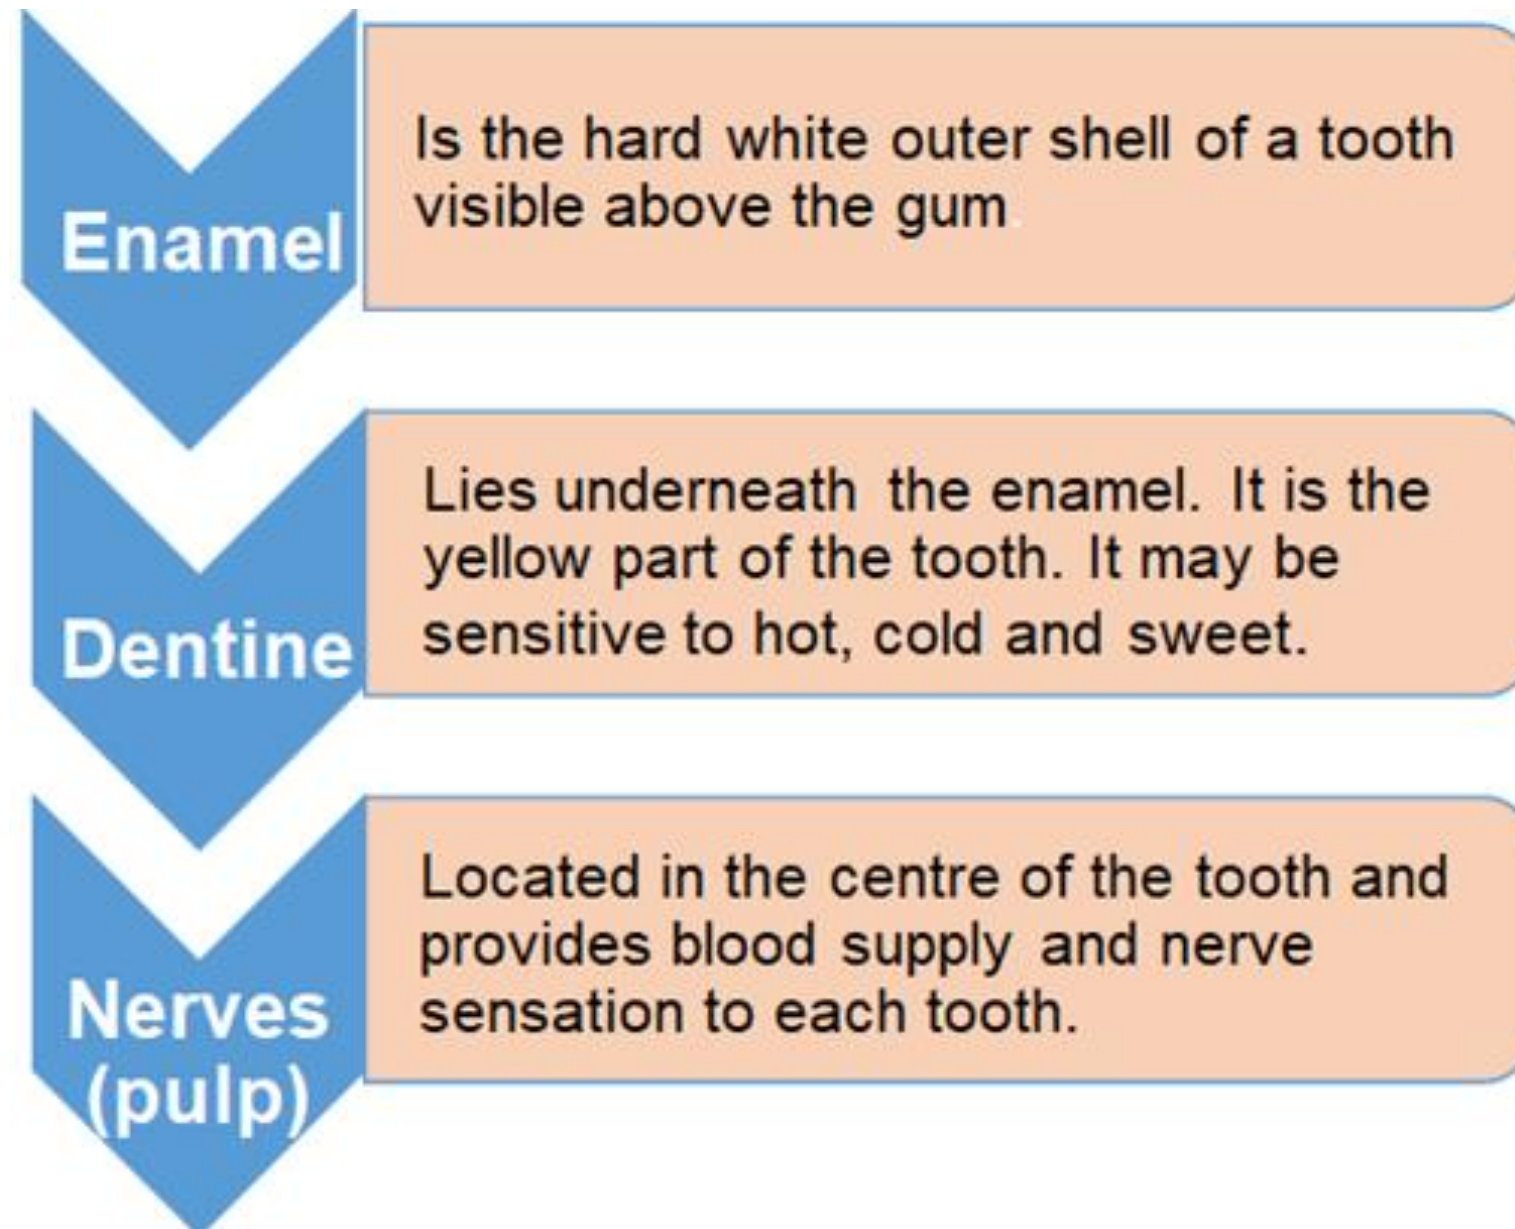 Enamel
Is the hard white outer shell of a tooth
visible above the gum.
Dentine
Lies underneath the enamel. It is the
yellow part of the tooth. It may be
sensitive to hot, cold and sweet.
Nerves
(pulp)
Located in the centre of the tooth and
provides blood supply and nerve
sensation to each tooth.